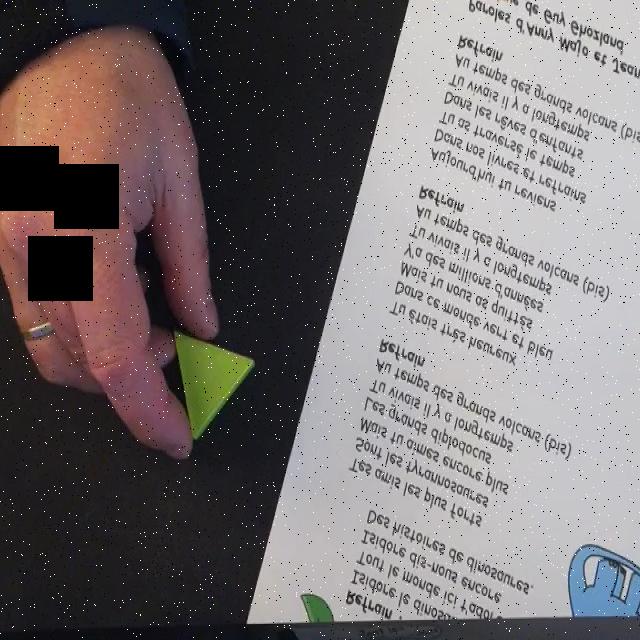 Refrain
Isidore le
Tout le monde ici
Isidore dis-nous encore
Des histoires de dinosaures.
Tes amis les plus forts
Sont les tyrannosaures
Mais tu aimes encore plus
Les grands diplodocus
Tu vivais il y a longtemps
Au temps des grands volcans (bis)
Refrain
Tu étais très heureux
Dans ce monde vert et bleu
Mais tu nous as quittés
Y'a des millions d'années
Tu vivais il y a longtemps
Au temps des grands volcans (bis)
Refrain
Aujourd'hui tu reviens
Dans nos livres et refrains
Tu as traversé le temps
Dans les rêves d'enfants
Tu vivais il y a longtemps
Au temps des grands volcans (bis
Refrain
Paroles d'Anny Mujo et Jean
de Guy Ghozland